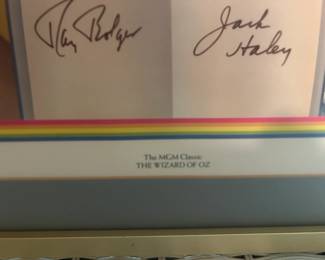 Ray Bolger
Jack Haley
The MGM Classic
THE WIZARD OF OZ